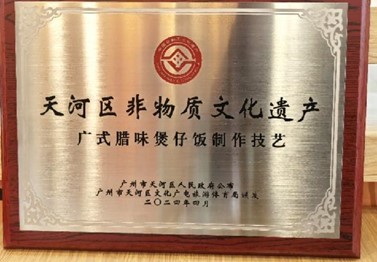 天河区非物质文化遗产
广式腊味煲仔饭制作技艺
广州市天河区人民政府公布
广州市天河区文化广电旅游体育局颁发
二〇二四年四月